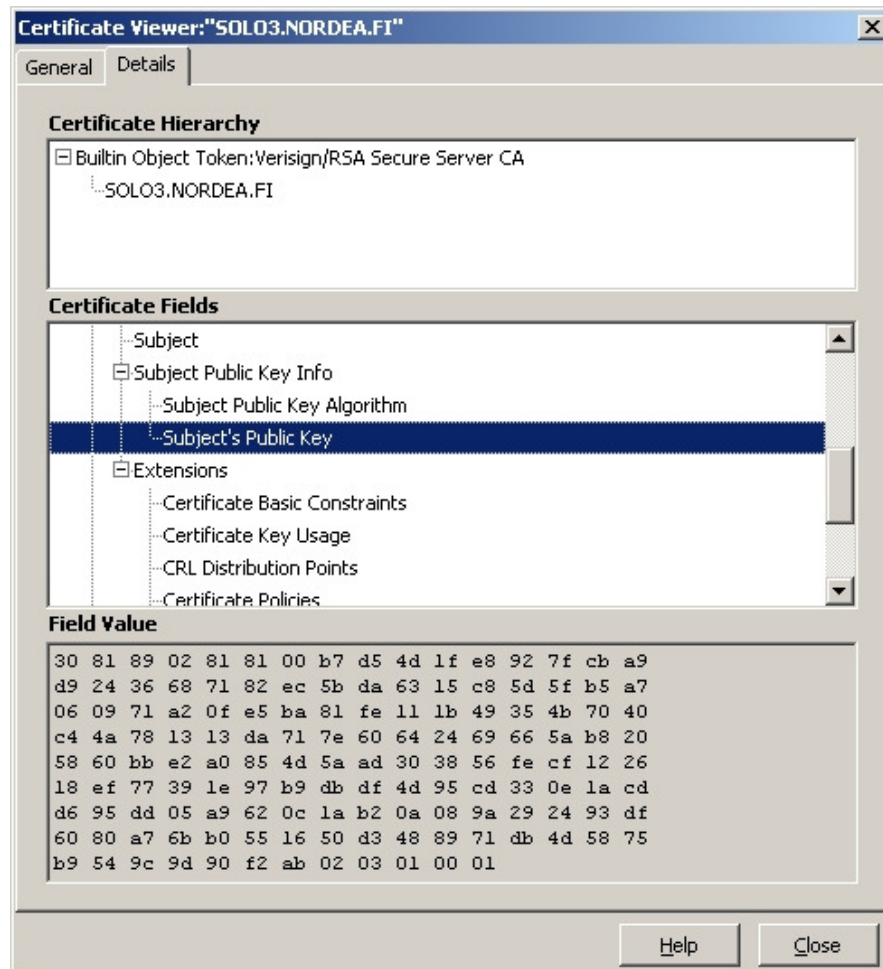 Certificate Viewer:"SOLO3.NORDEA.FI"
General Details
Certificate Hierarchy
Builtin Object Token:Verisign/RSA Secure Server CA
SOLO3.NORDEA.FI
Certificate Fields
Subject
Subject Public Key Info
Subject Public Key Algorithm
Subject's Public Key
Extensions
Certificate Basic Constraints
Certificate Key Usage
CRL Distribution Points
Certificate Policies
Field Value
30 81 89 02 81 81 00 b7 d5 4d 1f e8 92 7f cb a9
d9 24 36 68 71 82 ec 5b da 63 15 c8 5d 5f b5 a7
06 09 71 a2 0f e5 ba 81 fe 11 1b 49 35 4b 70 40
c4 4a 78 13 13 da 71 7e 60 64 24 69 66 5a b8 20
58 60 bb e2 a0 85 4d 5a ad 30 38 56 fe cf 12 26
18 ef 77 39 1e 97 b9 db df 4d 95 cd 33 0e 1a cd
d6 95 dd 05 a9 62 0c 1a b2 0a 08 9a 29 24 93 df
60 80 a7 6b b0 55 16 50 d3 48 89 71 db 4d 58 75
b9 54 9c 9d 90 f2 ab 02 03 01 00 01
Help Close